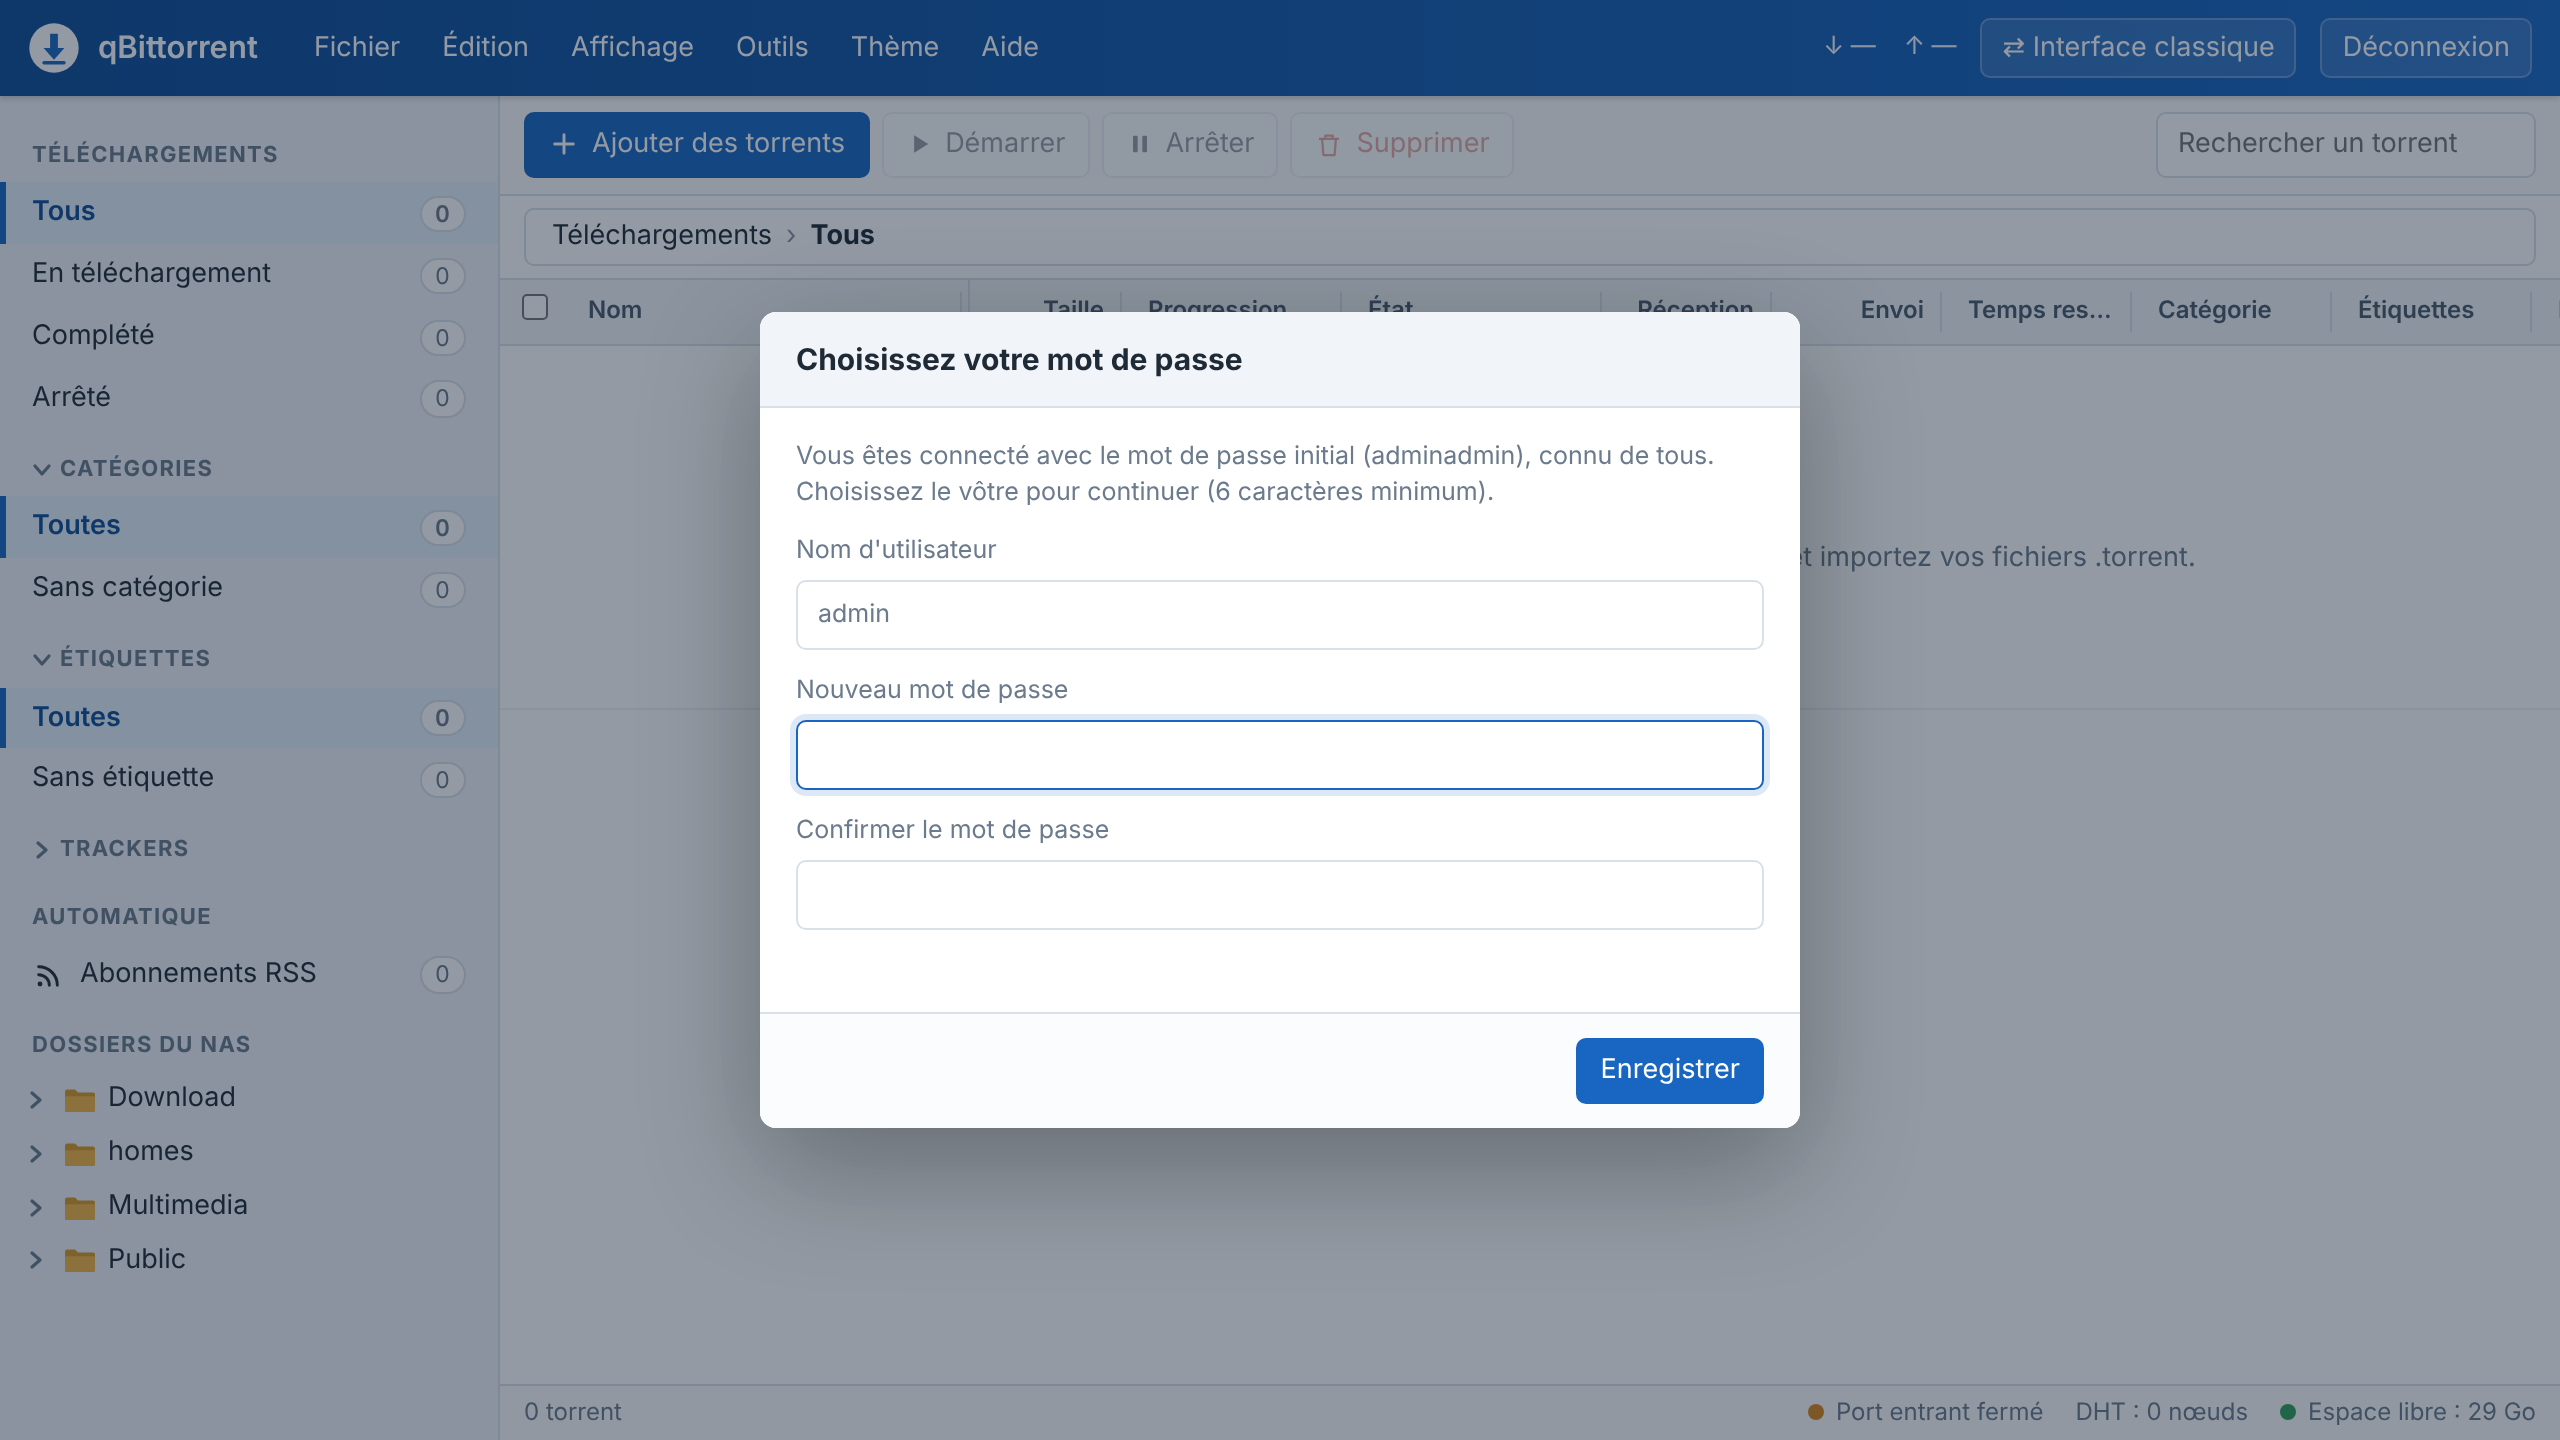 qBittorrent
Fichier Édition Affichage Outils Thème Aide
↓ — ↑ — ⇄ Interface classique Déconnexion
TÉLÉCHARGEMENTS
Tous 0
En téléchargement 0
Complété 0
Arrêté 0
CATÉGORIES
Toutes 0
Sans catégorie 0
ÉTIQUETTES
Toutes 0
Sans étiquette 0
TRACKERS
AUTOMATIQUE
Abonnements RSS 0
DOSSIERS DU NAS
Download
homes
Multimedia
Public
+ Ajouter des torrents Démarrer Arrêter Supprimer Rechercher un torrent
Téléchargements › Tous
Nom Taille Progression État Réception Envoi Temps res... Catégorie Étiquettes
importez vos fichiers .torrent.
Choisissez votre mot de passe
Vous êtes connecté avec le mot de passe initial (adminadmin), connu de tous.
Choisissez le vôtre pour continuer (6 caractères minimum).
Nom d'utilisateur
admin
Nouveau mot de passe
Confirmer le mot de passe
Enregistrer
0 torrent Port entrant fermé DHT : 0 nœuds Espace libre : 29 Go